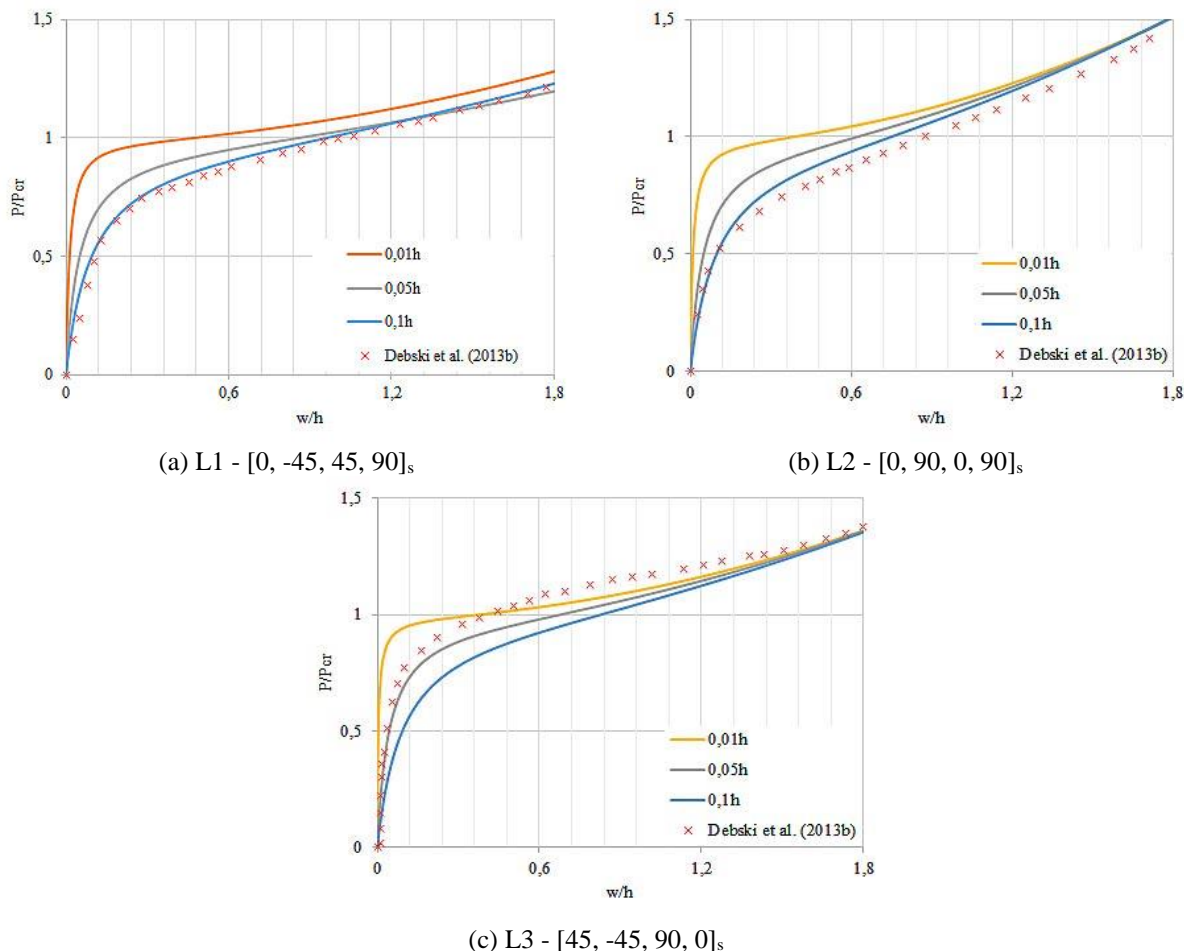 1,5
1
0,5
0
P/Pcr
0,01h
0,05h
0,1h
Debski et al. (2013b)
0
0,6
1,2
1,8
w/h
(a) L1 - [0, -45, 45, 90]s
1,5
1
0,5
0
P/Pcr
0,01h
0,05h
0,1h
Debski et al. (2013b)
0
0,6
1,2
1,8
w/h
(b) L2 - [0, 90, 0, 90]s
1,5
1
0,5
0
P/Pcr
0,01h
0,05h
0,1h
Debski et al. (2013b)
0
0,6
1,2
1,8
w/h
(c) L3 - [45, -45, 90, 0]s